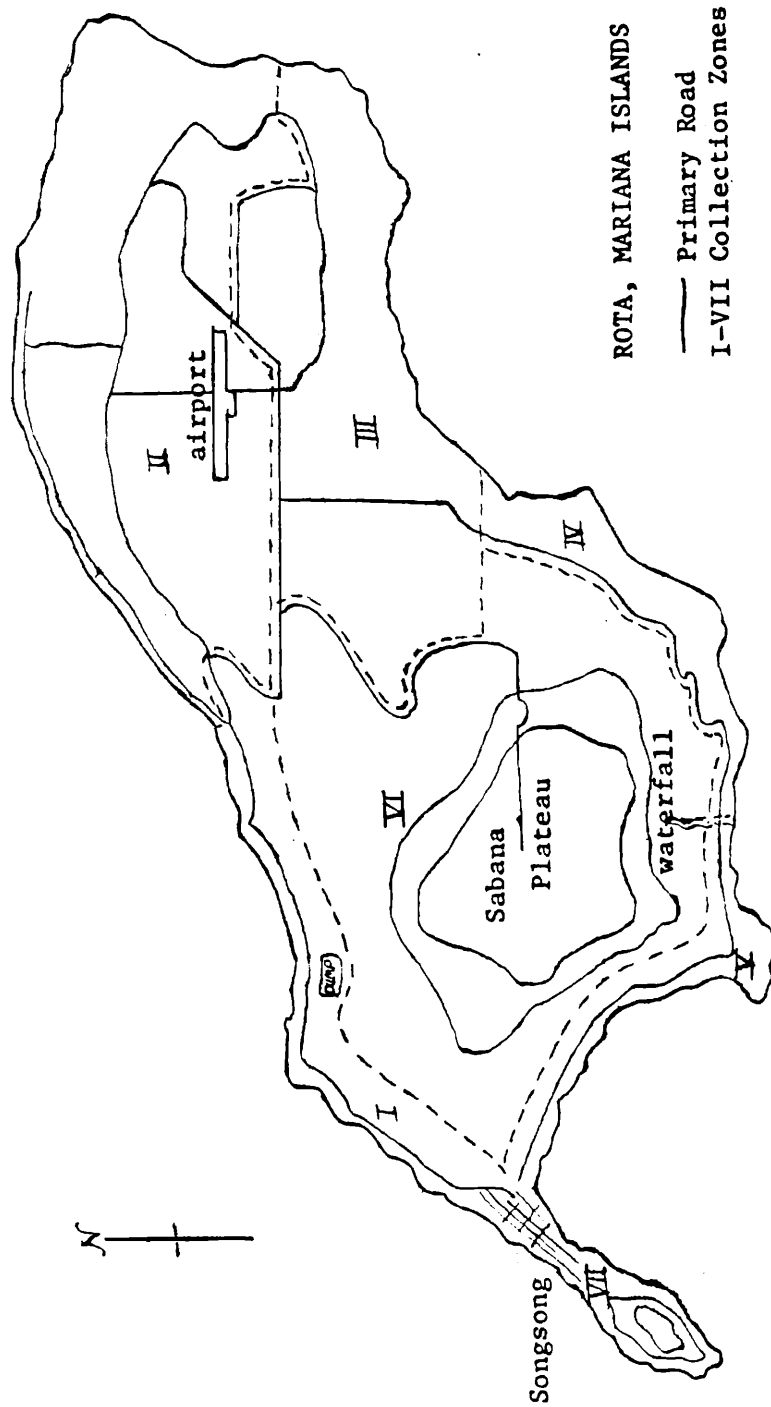 ROTA, MARIANA ISLANDS
Primary Road
I-VII Collection Zones
N
II
airport
III
IV
VI
Sabana
Plateau
waterfall
V
DUMP
I
Songsong
VII